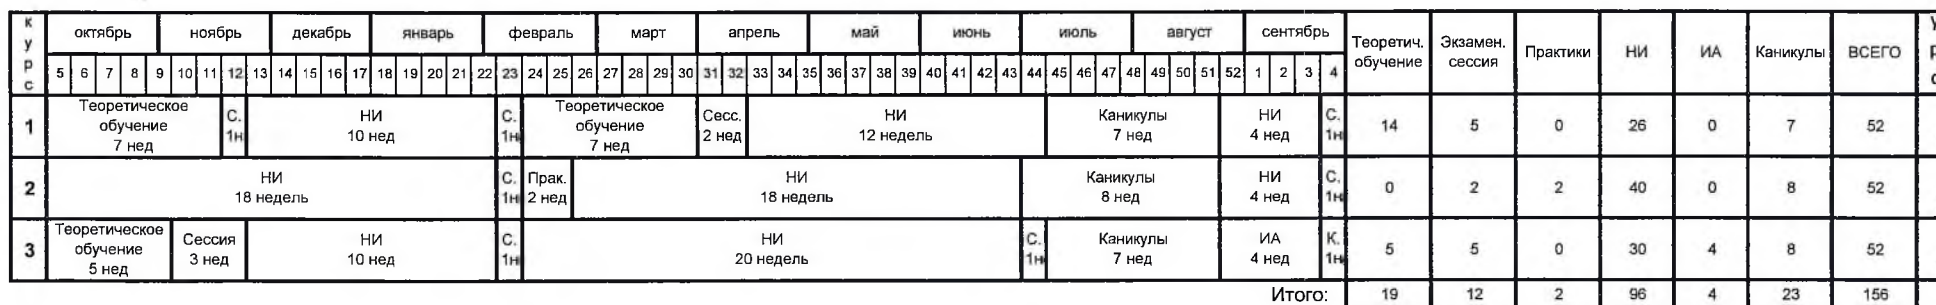 К У Р С октябрь ноябрь декабрь январь февраль март апрель май июнь июль август сентябрь Теоретич. обучение Экзамен. сессия Практики НИ ИА Каникулы ВСЕГО
5 6 7 8 9 10 11 12 13 14 15 16 17 18 19 20 21 22 23 24 25 26 27 28 29 30 31 32 33 34 35 36 37 38 39 40 41 42 43 44 45 46 47 48 49 50 51 52 1 2 3 4
1 Теоретическое обучение 7 нед С. 1н НИ 10 нед С. 1н Теоретическое обучение 7 нед Сесс. 2 нед НИ 12 недель Каникулы 7 нед НИ 4 нед С. 1н 14 5 0 26 0 7 52
2 НИ 18 недель С. 1н Прак. 2 нед НИ 18 недель Каникулы 8 нед НИ 4 нед С. 1н 0 2 2 40 0 8 52
3 Теоретическое обучение 5 нед Сессия 3 нед НИ 10 нед С. 1н НИ 20 недель С. 1н Каникулы 7 нед ИА 4 нед К. 1н 5 5 0 30 4 8 52
Итого: 19 12 2 96 4 23 156